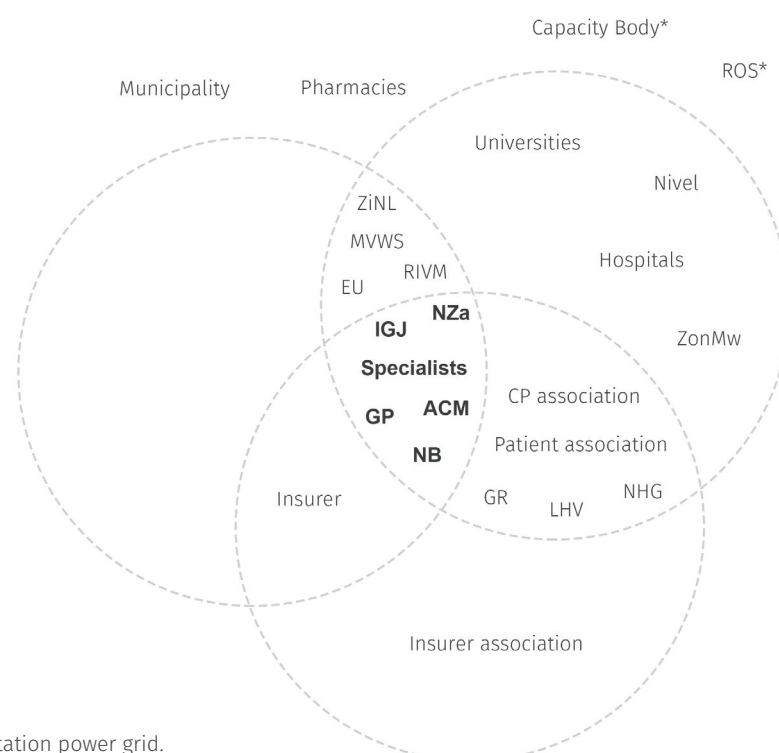 Capacity Body*
ROS*
Municipality
Pharmacies
Universities
Nivel
ZiNL
MVWS
RIVM
EU
Hospitals
NZa
IGJ
ZonMw
Specialists
CP association
GP
ACM
Patient association
NB
Insurer
GR
LHV
NHG
Insurer association
power grid.